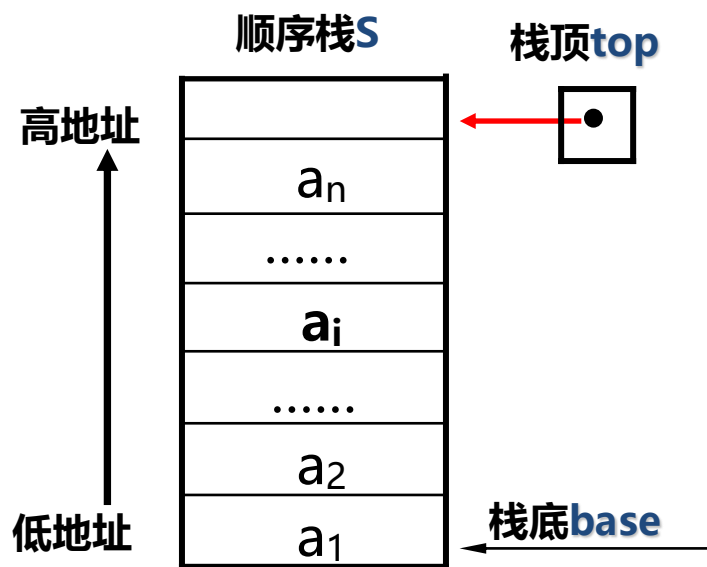 顺序栈S
栈顶top
高地址
an
......
ai
......
a2
低地址
a1
栈底base